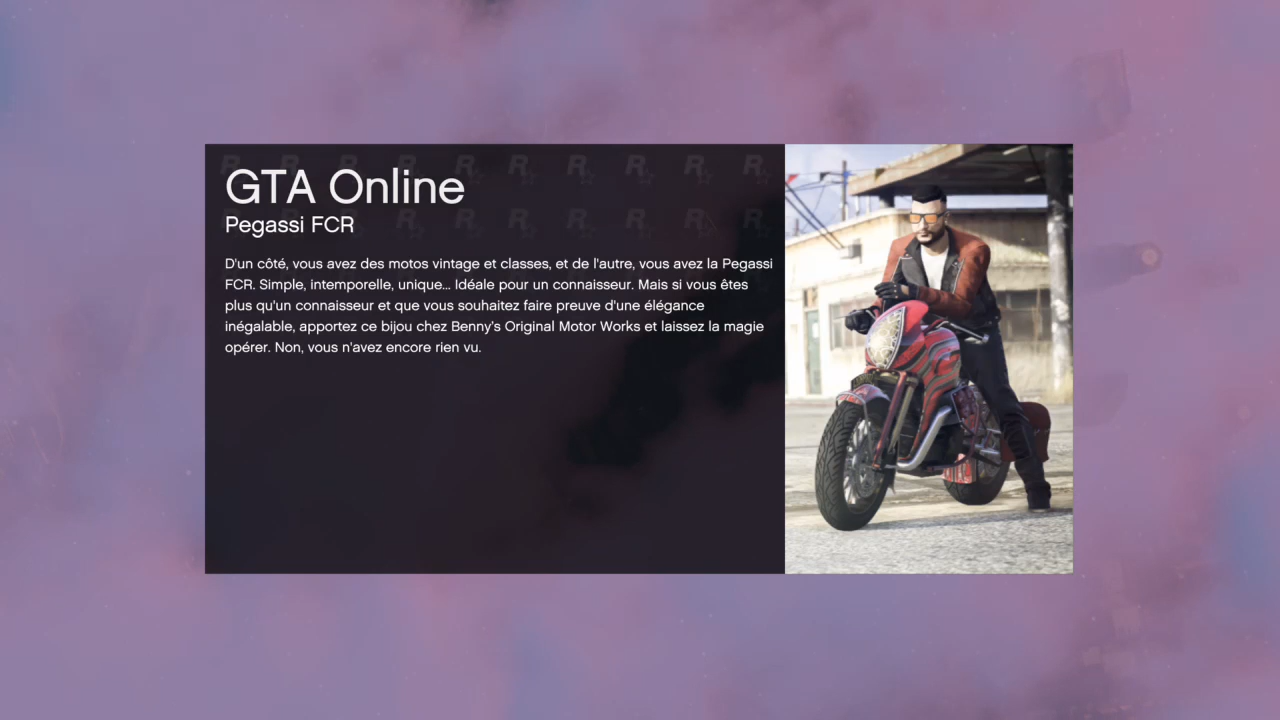 GTA Online
Pegassi FCR
D'un côté, vous avez des motos vintage et classes, et de l'autre, vous avez la Pegassi
FCR. Simple, intemporelle, unique... Idéale pour un connaisseur. Mais si vous êtes
plus qu'un connaisseur et que vous souhaitez faire preuve d'une élégance
inégalable, apportez ce bijou chez Benny's Original Motor Works et laissez la magie
opérer. Non, vous n'avez encore rien vu.